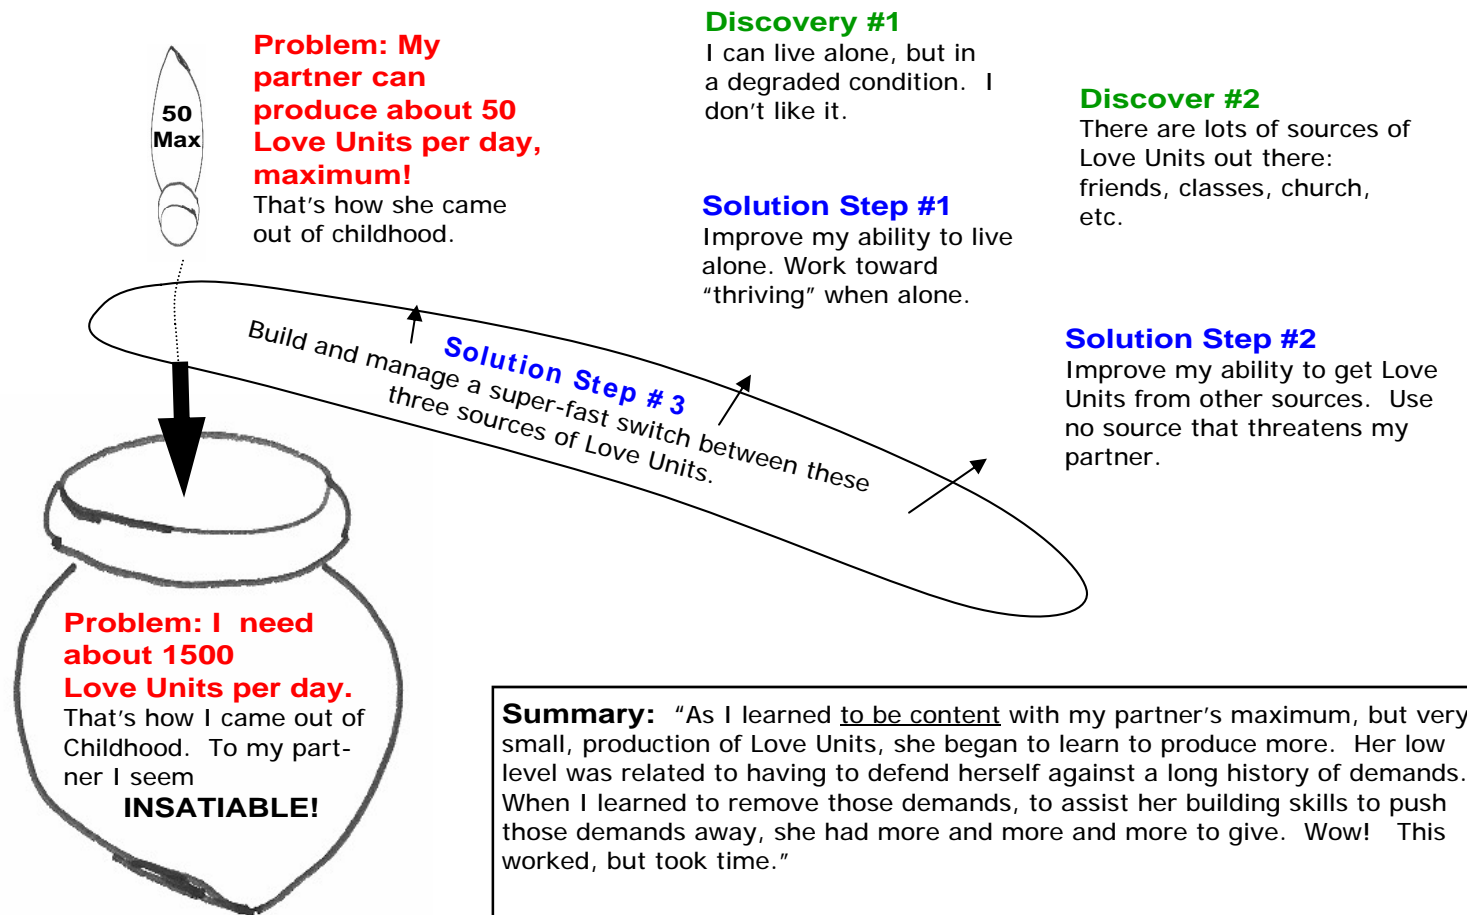 50
Max
Problem: My
partner can
produce about 50
Love Units per day,
maximum!
That's how she came
out of childhood.
Discovery #1
I can live alone, but in
a degraded condition. I
don't like it.
Discover #2
There are lots of sources of
Love Units out there:
friends, classes, church,
etc.
Solution Step #1
Improve my ability to live
alone. Work toward
“thriving” when alone.
Solution Step #2
Improve my ability to get Love
Units from other sources. Use
no source that threatens my
partner.
Solution Step #3
Build and manage a super-fast switch between these
three sources of Love Units.
Problem: I need
about 1500
Love Units per day.
That's how I came out of
Childhood. To my part-
ner I seem
INSATIABLE!
Summary: “As I learned to be content with my partner's maximum, but very
small, production of Love Units, she began to learn to produce more. Her low
level was related to having to defend herself against a long history of demands.
When I learned to remove those demands, to assist her building skills to push
those demands away, she had more and more and more to give. Wow! This
worked, but took time.”